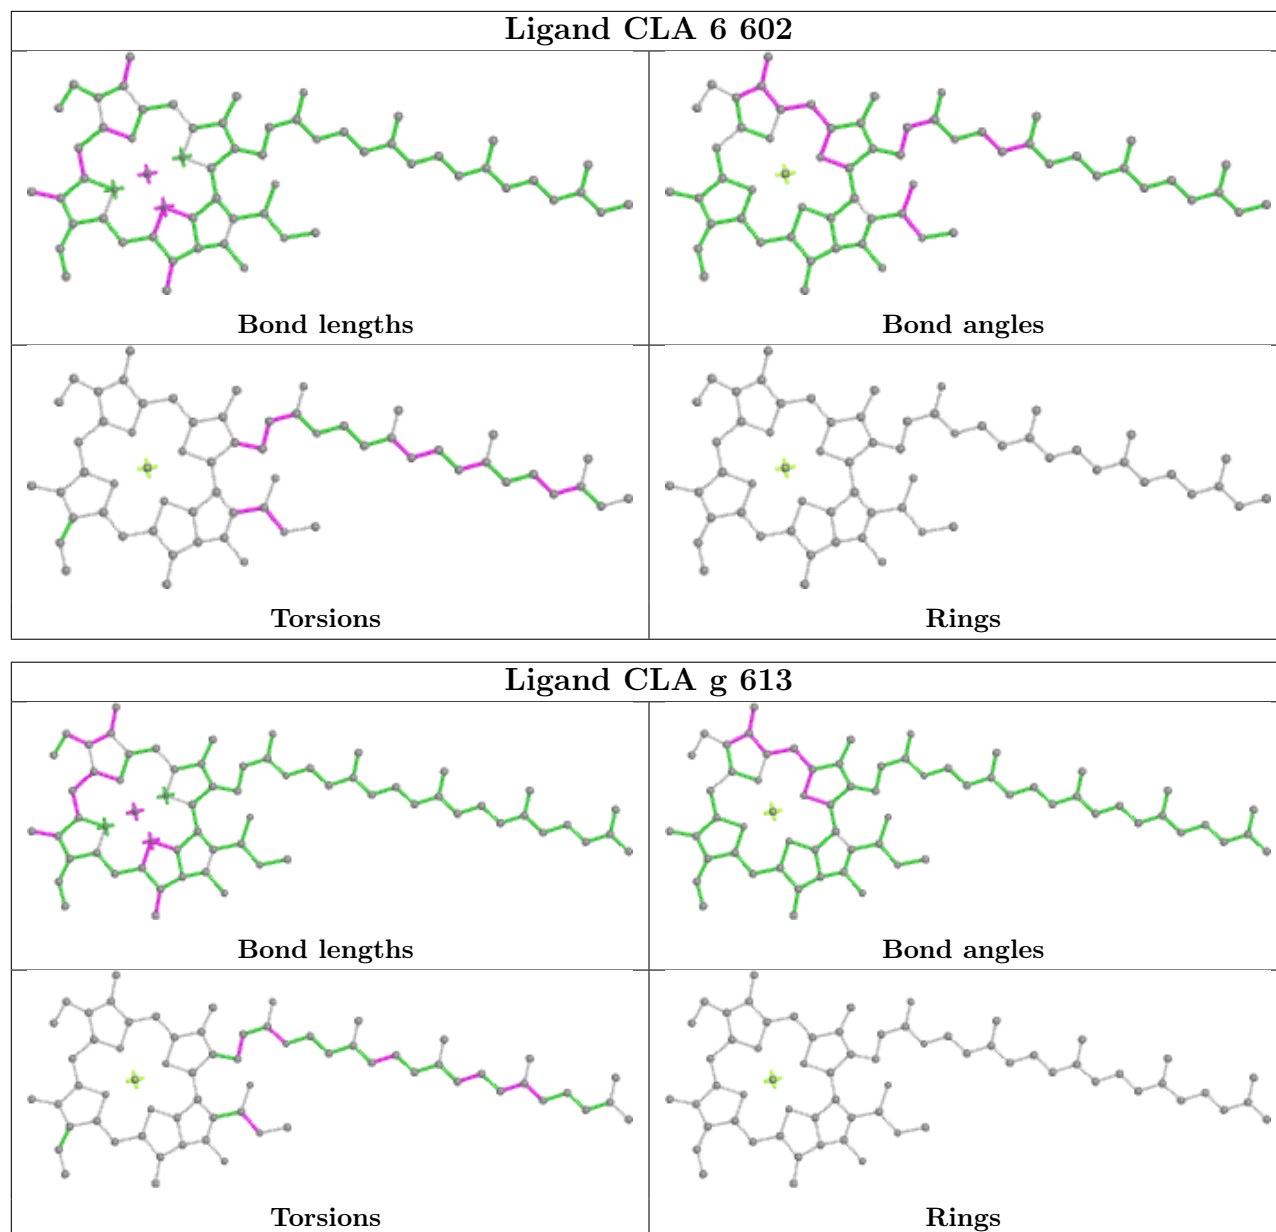 Ligand CLA 6 602
Bond lengths
Bond angles
Torsions
Rings
Ligand CLA g 613
Bond lengths
Bond angles
Torsions
Rings